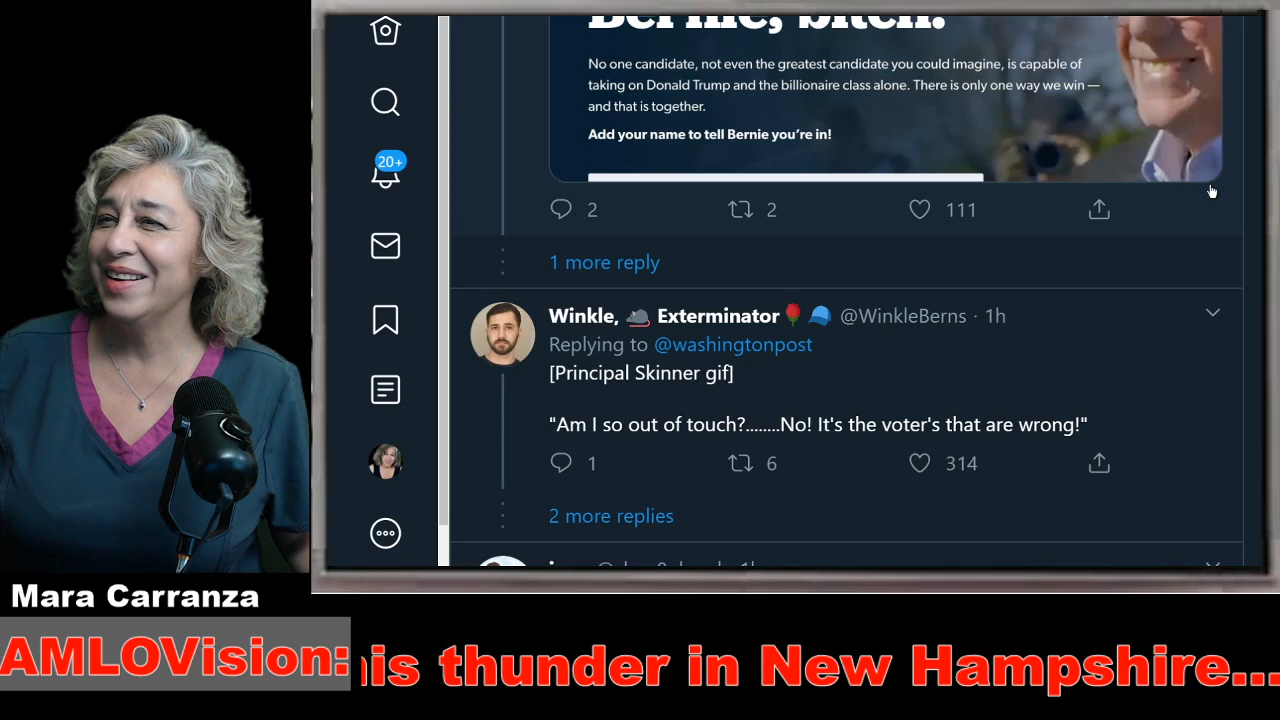 Bernie, bitch!
No one candidate, not even the greatest candidate you could imagine, is capable of
taking on Donald Trump and the billionaire class alone. There is only one way we win —
and that is together.
Add your name to tell Bernie you're in!
20+
2 2 111
1 more reply
Winkle, 🐀 Exterminator🌹🧢 @WinkleBerns · 1h
Replying to @washingtonpost
[Principal Skinner gif]
"Am I so out of touch?........No! It's the voter's that are wrong!"
1 6 314
2 more replies
Mara Carranza
AMLOVision: his thunder in New Hampshire...